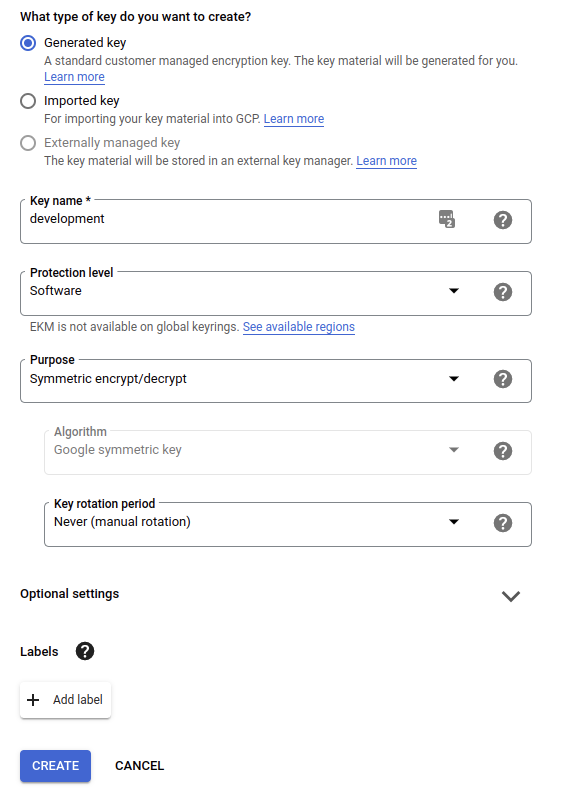 What type of key do you want to create?
Generated key
A standard customer managed encryption key. The key material will be generated for you.
Learn more
Imported key
For importing your key material into GCP. Learn more
Externally managed key
The key material will be stored in an external key manager. Learn more
Key name *
development
2
Protection level
Software
EKM is not available on global keyrings. See available regions
Purpose
Symmetric encrypt/decrypt
Algorithm
Google symmetric key
Key rotation period
Never (manual rotation)
Optional settings
Labels
Add label
CREATE CANCEL